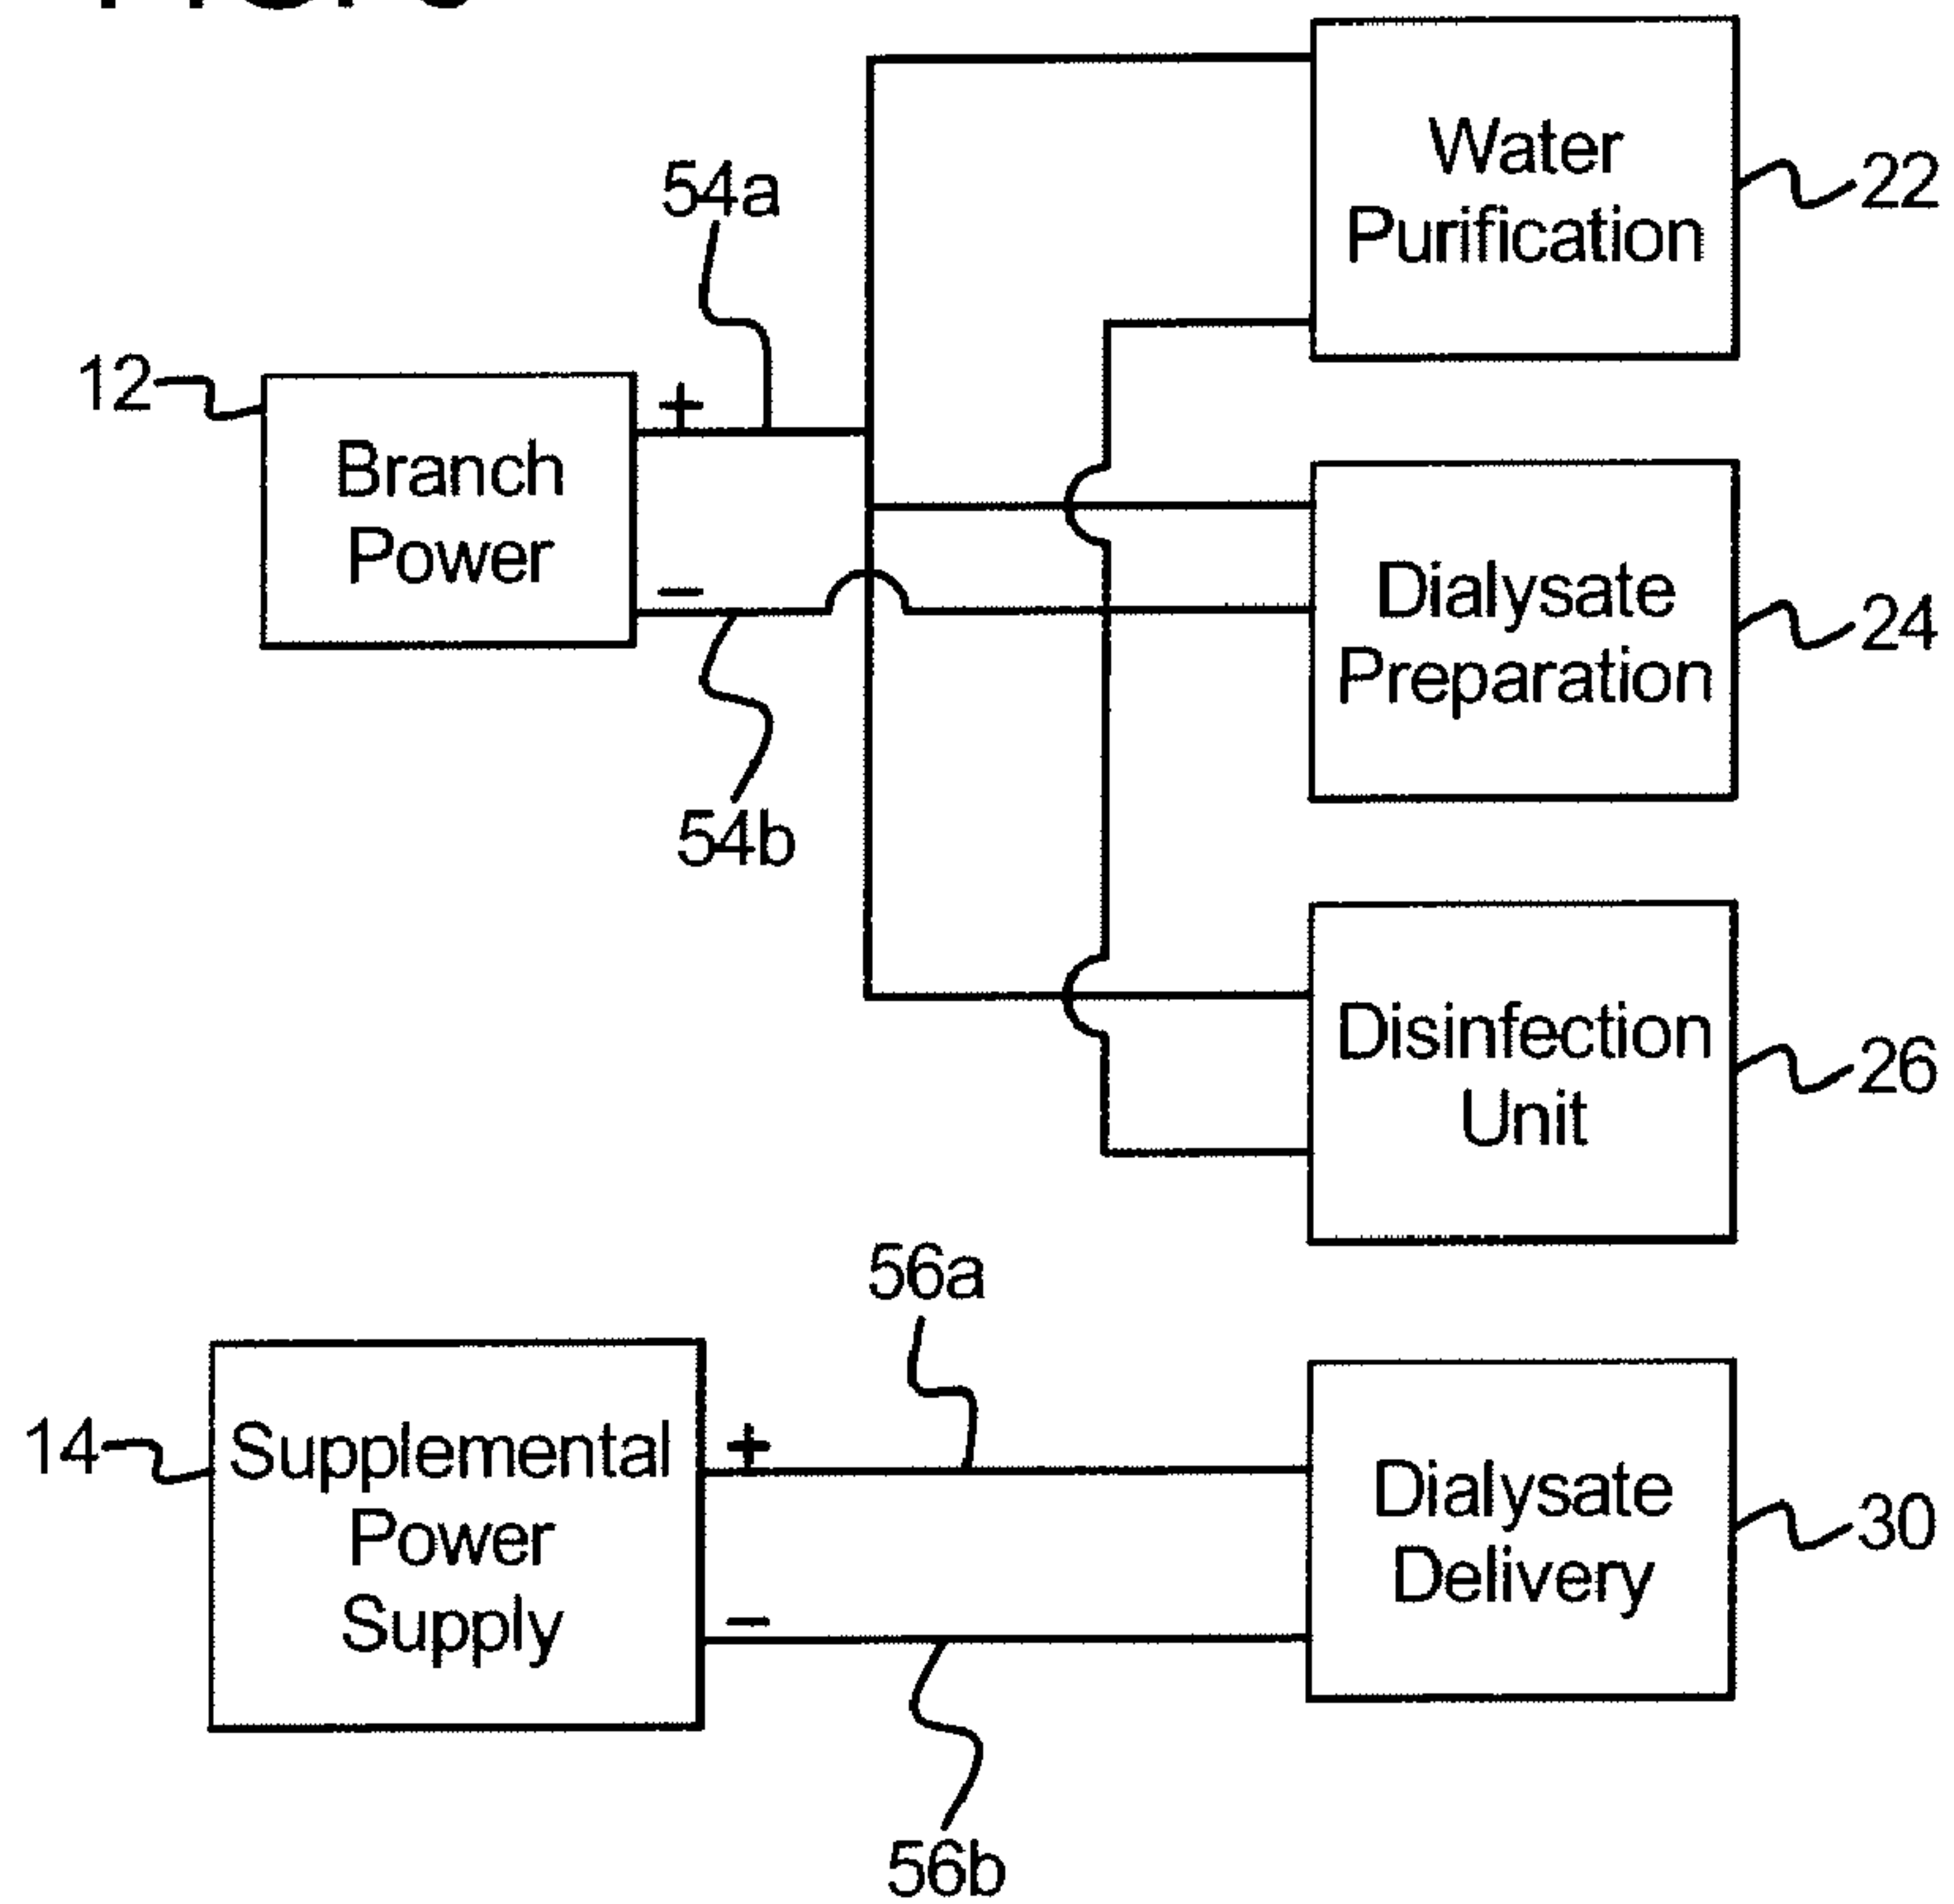 Water
Purification
22
54a
12
+
Branch
Power
−
54b
Dialysate
Preparation
24
Disinfection
Unit
26
56a
14
Supplemental
Power
Supply
+
−
56b
Dialysate
Delivery
30